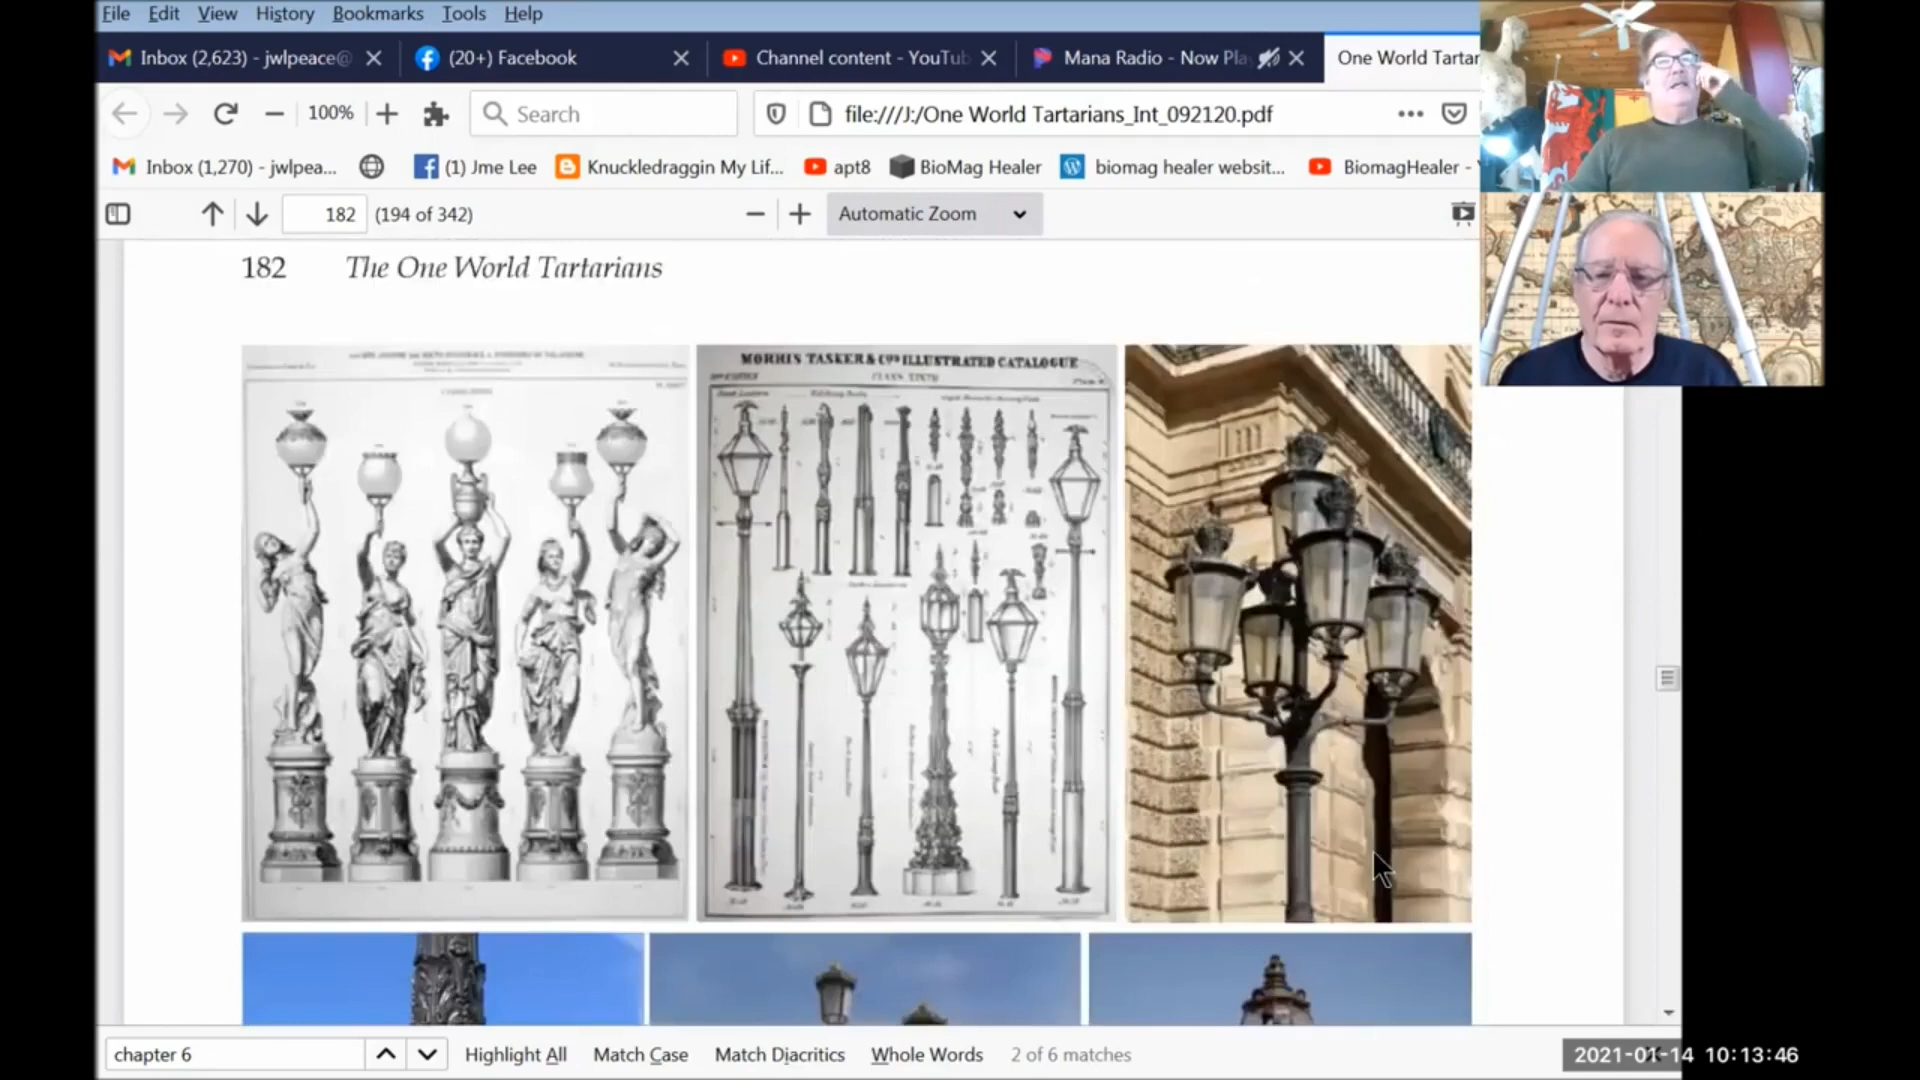 File Edit View History Bookmarks Tools Help
Inbox (2,623) - jwlpeace@
(20+) Facebook
Channel content - YouTub
Mana Radio - Now Pla
One World Tartar
100%
Search
file:///J:/One World Tartarians_Int_092120.pdf
Inbox (1,270) - jwlpea...
(1) Jme Lee
Knuckledraggin My Lif...
apt8
BioMag Healer
biomag healer websit...
BiomagHealer -
182 (194 of 342)
Automatic Zoom
182 The One World Tartarians
MORRIS TASKER & CO'S ILLUSTRATED CATALOGUE
chapter 6
Highlight All Match Case Match Diacritics Whole Words 2 of 6 matches
2021-01-14 10:13:46